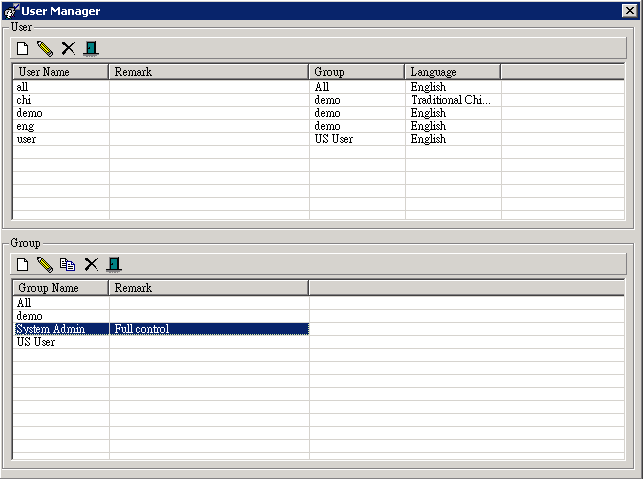 User Manager
User
User Name Remark Group Language
all All English
chi demo Traditional Chi...
demo demo English
eng demo English
user US User English
Group
Group Name Remark
All
demo
System Admin Full control
US User